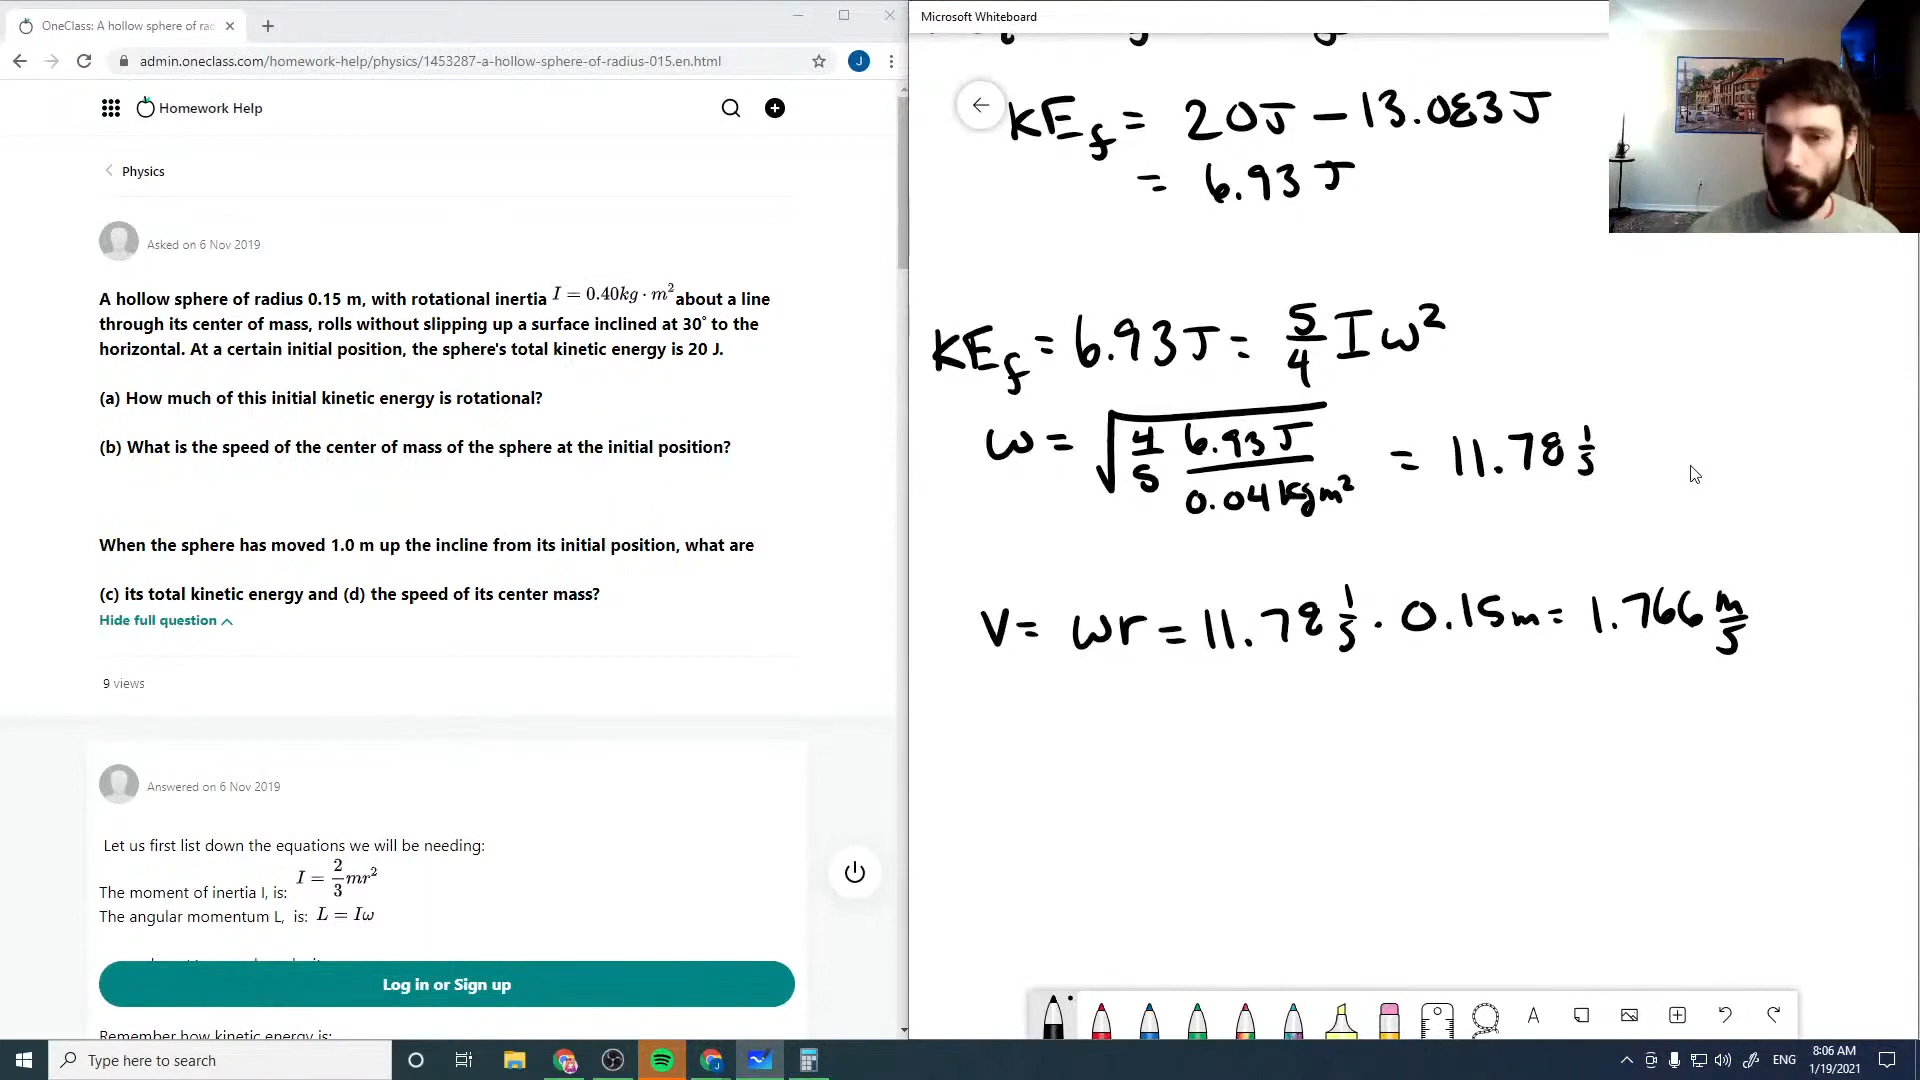 OneClass: A hollow sphere of rac
admin.oneclass.com/homework-help/physics/1453287-a-hollow-sphere-of-radius-015.en.html
J
Homework Help
Physics
Asked on 6 Nov 2019
A hollow sphere of radius 0.15 m, with rotational inertia I = 0.40kg · m² about a line
through its center of mass, rolls without slipping up a surface inclined at 30° to the
horizontal. At a certain initial position, the sphere's total kinetic energy is 20 J.
(a) How much of this initial kinetic energy is rotational?
(b) What is the speed of the center of mass of the sphere at the initial position?
When the sphere has moved 1.0 m up the incline from its initial position, what are
(c) its total kinetic energy and (d) the speed of its center mass?
Hide full question
9 views
Answered on 6 Nov 2019
Let us first list down the equations we will be needing:
The moment of inertia I, is: I = 2/3 mr²
The angular momentum L, is: L = Iω
Log in or Sign up
Remember how kinetic energy is:
Microsoft Whiteboard
KE_f = 20J − 13.083J
= 6.93 J
KE_f = 6.93J = 5/4 I ω²
ω = √(4/5 6.93J/0.04kgm²) = 11.78 1/s
V = ωr = 11.78 1/s · 0.15m = 1.766 m/s
Type here to search
ENG
8:06 AM
1/19/2021